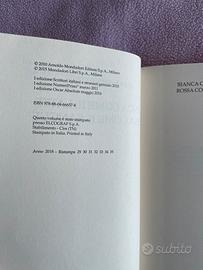 © 2010 Arnoldo Mondadori Editore S.p.A., Milano
© 2015 Mondadori Libri S.p.A., Milano
I edizione Scrittori italiani e stranieri gennaio 2010
I edizione NumeriPrimi° marzo 2011
I edizione Oscar Absolute maggio 2016
ISBN 978-88-04-66657-8
Questo volume è stato stampato
presso ELCOGRAF S.p.A.
Stabilimento - Cles (TN)
Stampato in Italia. Printed in Italy
Anno 2018 - Ristampa 29 30 31 32 33 34 35
BIANCA C
ROSSA CO
subito